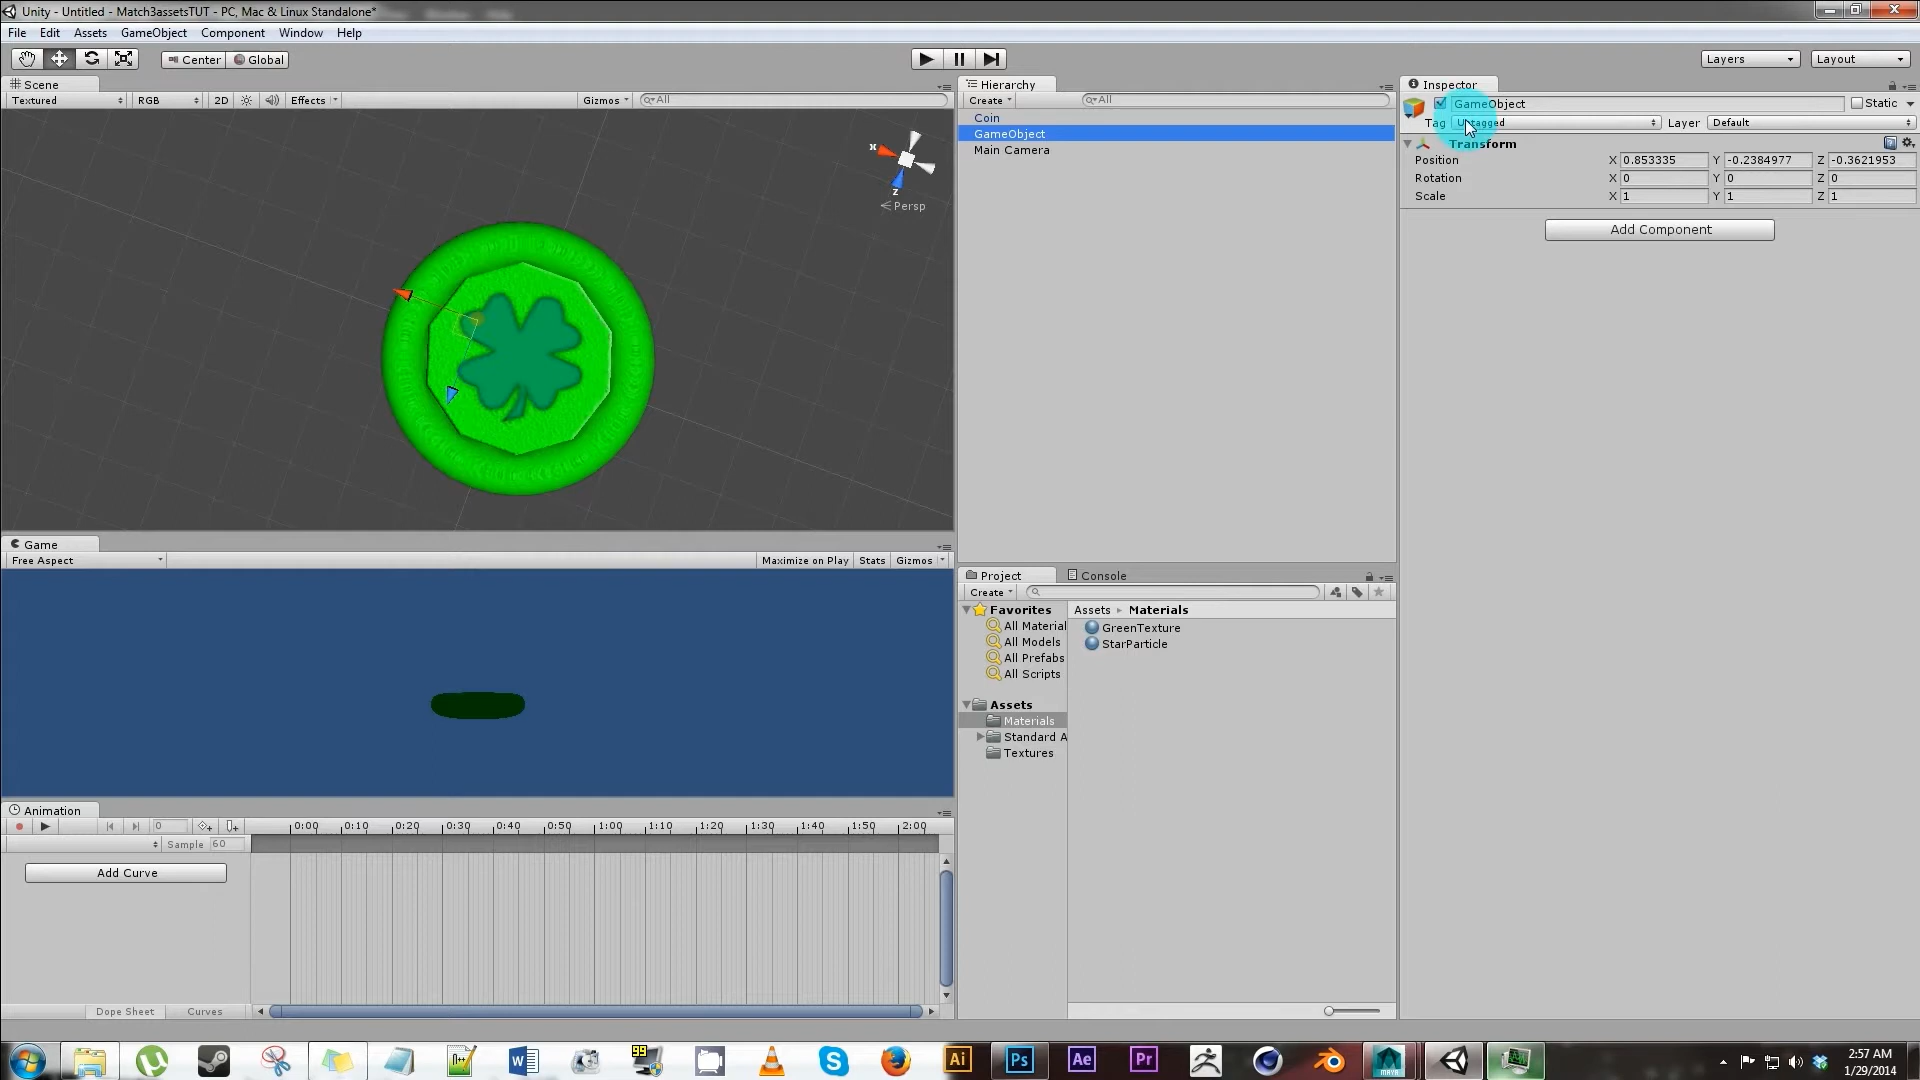 Unity - Untitled - Match3assetsTUT - PC, Mac & Linux Standalone*
File Edit Assets GameObject Component Window Help
Center Global Layers Layout
Scene
Textured RGB 2D Effects Gizmos All
x
z
Persp
Game
Free Aspect Maximize on Play Stats Gizmos
Animation
0 0:00 0:10 0:20 0:30 0:40 0:50 1:00 1:10 1:20 1:30 1:40 1:50 2:00
Sample 60
Add Curve
Dope Sheet Curves
Hierarchy
Create All
Coin
GameObject
Main Camera
Project Console
Create
Favorites
All Material
All Models
All Prefabs
All Scripts
Assets
Materials
Standard A
Textures
Assets Materials
GreenTexture
StarParticle
Inspector
GameObject Static
Tag Untagged Layer Default
Transform
Position X 0.853335 Y -0.2384977 Z -0.3621953
Rotation X 0 Y 0 Z 0
Scale X 1 Y 1 Z 1
Add Component
99
W
S
Ai Ps Ae Pr
MAYA
2:57 AM
1/29/2014